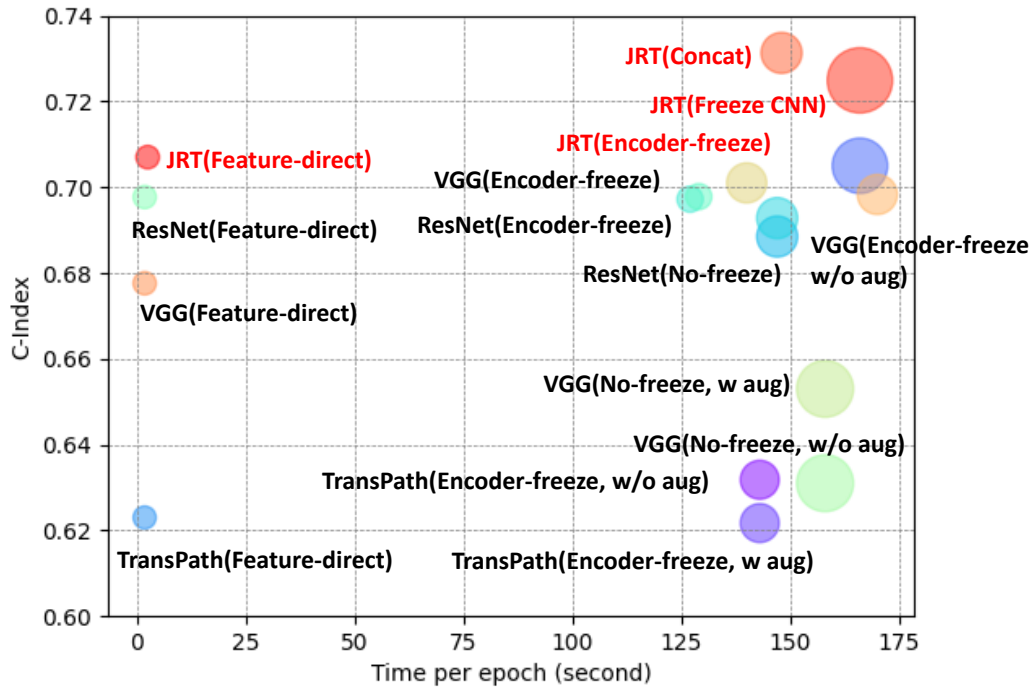 0.74
0.72
0.70
0.68
0.66
0.64
0.62
0.60
C-Index
JRT(Concat)
JRT(Freeze CNN)
JRT(Encoder-freeze)
JRT(Feature-direct)
VGG(Encoder-freeze)
ResNet(Feature-direct)
ResNet(Encoder-freeze)
VGG(Encoder-freeze
w/o aug)
ResNet(No-freeze)
VGG(Feature-direct)
VGG(No-freeze, w aug)
VGG(No-freeze, w/o aug)
TransPath(Encoder-freeze, w/o aug)
TransPath(Feature-direct)
TransPath(Encoder-freeze, w aug)
0 25 50 75 100 125 150 175
Time per epoch (second)